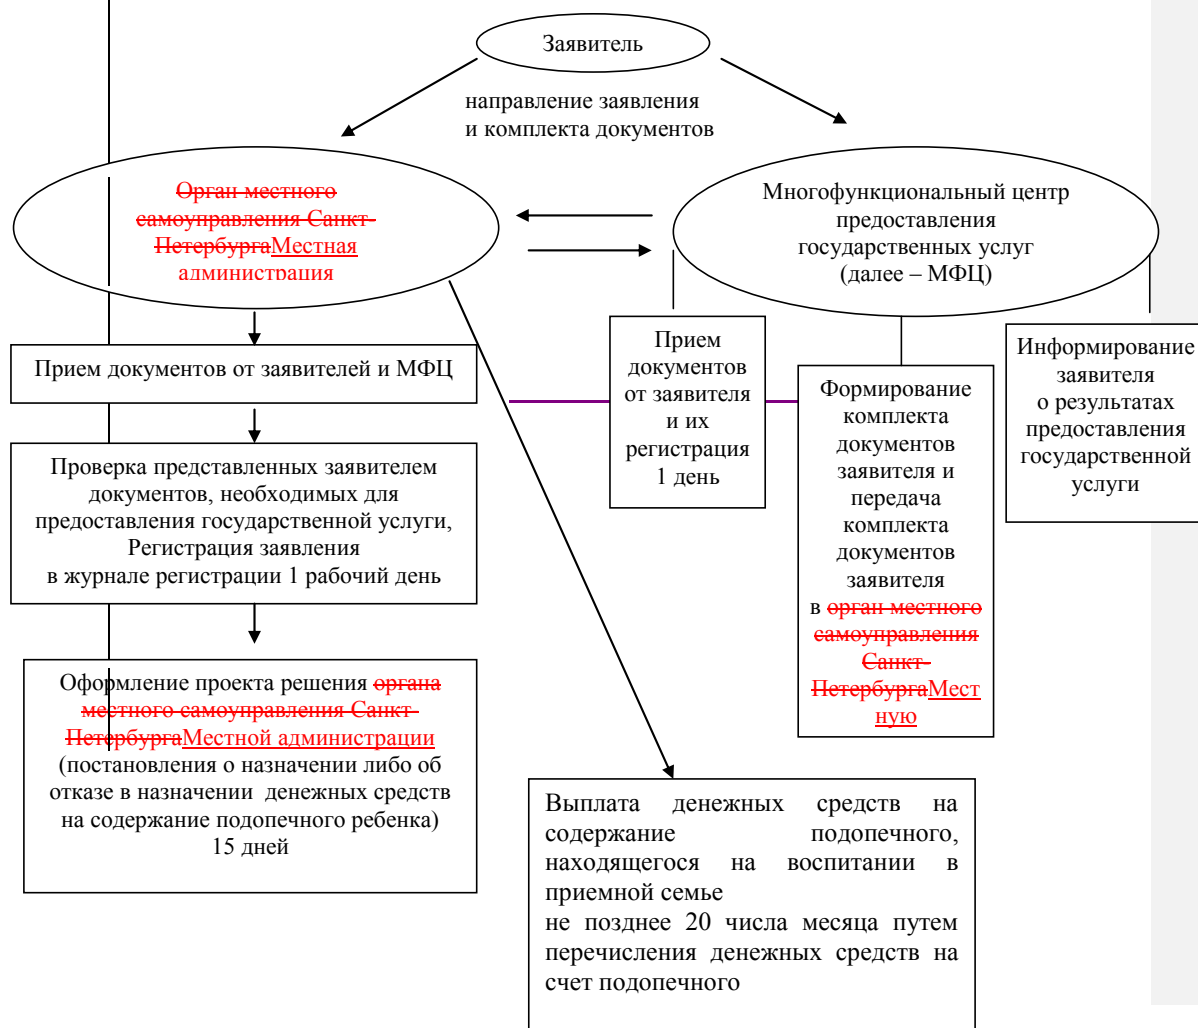 Заявитель
направление заявления
и комплекта документов
Орган местного
самоуправления Санкт-
ПетербургаМестная
администрация
Многофункциональный центр
предоставления
государственных услуг
(далее – МФЦ)
Прием документов от заявителей и МФЦ
Прием
документов
от заявителя
и их
регистрация
1 день
Формирование
комплекта
документов
заявителя и
передача
комплекта
документов
заявителя
в орган местного
самоуправления
Санкт-
ПетербургаМест
ную
Информирование
заявителя
о результатах
предоставления
государственной
услуги
Проверка представленных заявителем
документов, необходимых для
предоставления государственной услуги,
Регистрация заявления
в журнале регистрации 1 рабочий день
Оформление проекта решения органа
местного самоуправления Санкт-
ПетербургаМестной администрации
(постановления о назначении либо об
отказе в назначении  денежных средств
на содержание подопечного ребенка)
15 дней
Выплата денежных средств на
содержание подопечного,
находящегося на воспитании в
приемной семье
не позднее 20 числа месяца путем
перечисления денежных средств на
счет подопечного